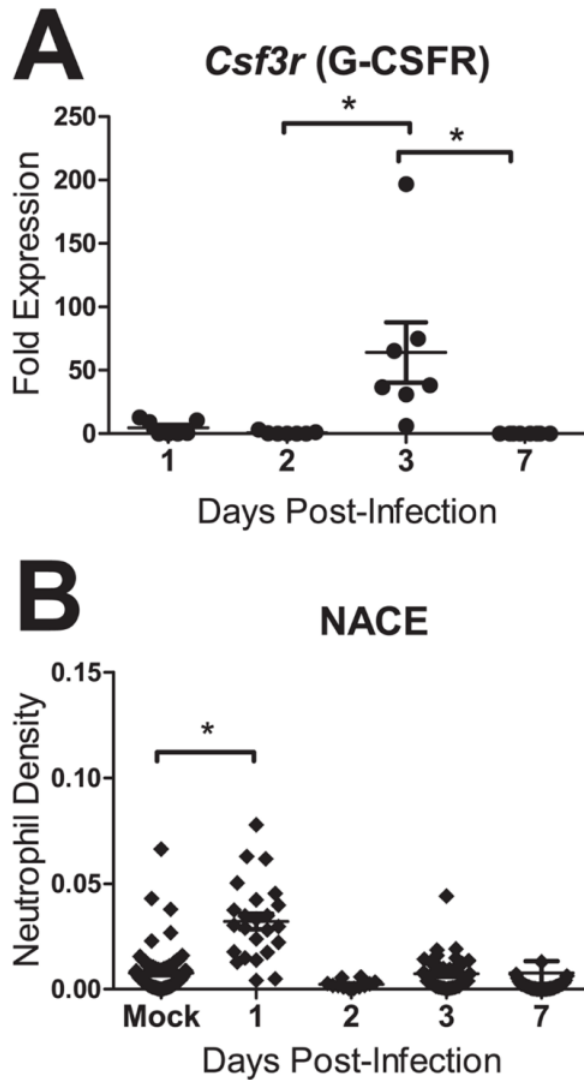 A
Csf3r (G-CSFR)
Fold Expression
250
200
150
100
50
0
*
*
1 2 3 7
Days Post-Infection
B
NACE
Neutrophil Density
0.15
0.10
0.05
0.00
*
Mock 1 2 3 7
Days Post-Infection